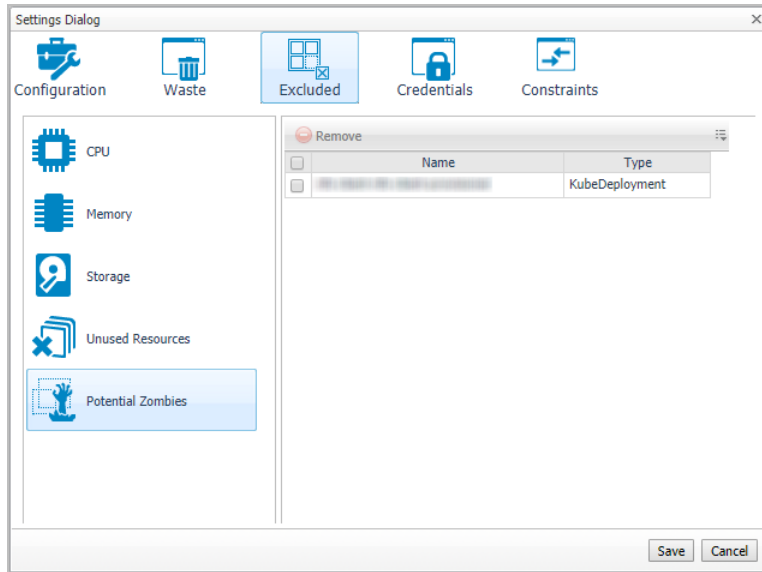 Settings Dialog
Configuration Waste Excluded Credentials Constraints
CPU
Memory
Storage
Unused Resources
Potential Zombies
Remove
Name Type
KubeDeployment
Save Cancel